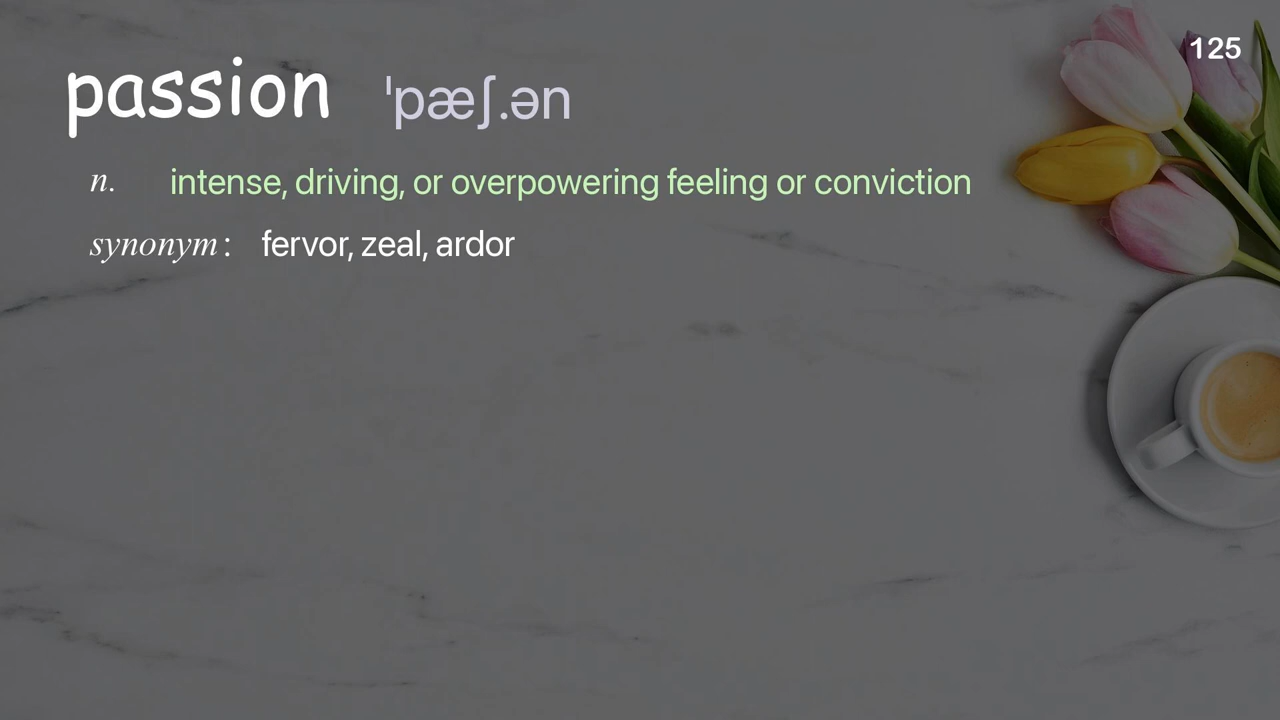 125
passion ˈpæʃ.ən
n. intense, driving, or overpowering feeling or conviction
synonym : fervor, zeal, ardor